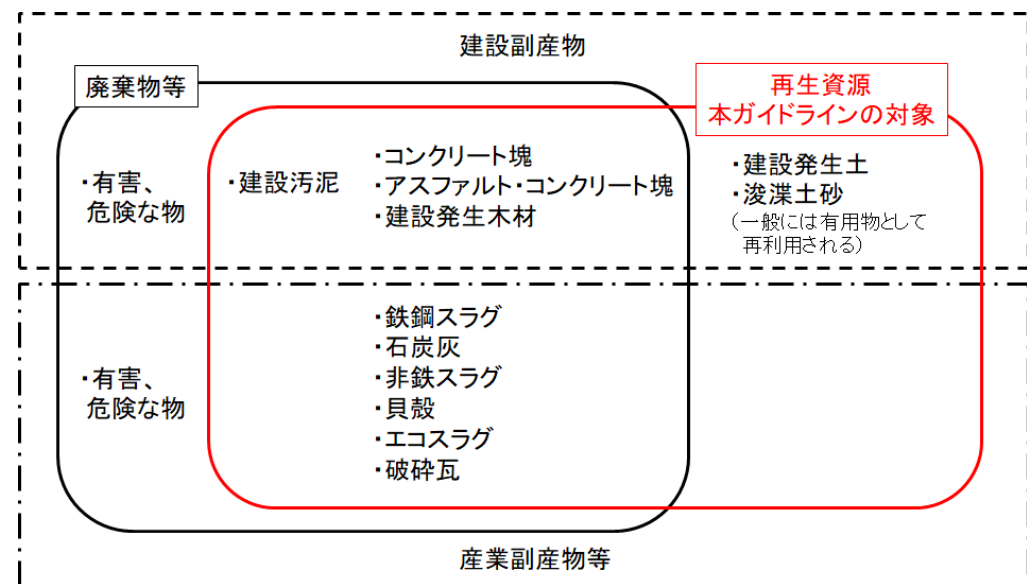 建設副産物
廃棄物等
再生資源
本ガイドラインの対象
・有害、
危険な物
・建設汚泥
・コンクリート塊
・アスファルト・コンクリート塊
・建設発生木材
・建設発生土
・浚渫土砂
(一般には有用物として
再利用される)
・有害、
危険な物
・鉄鋼スラグ
・石炭灰
・非鉄スラグ
・貝殻
・エコスラグ
・破砕瓦
産業副産物等